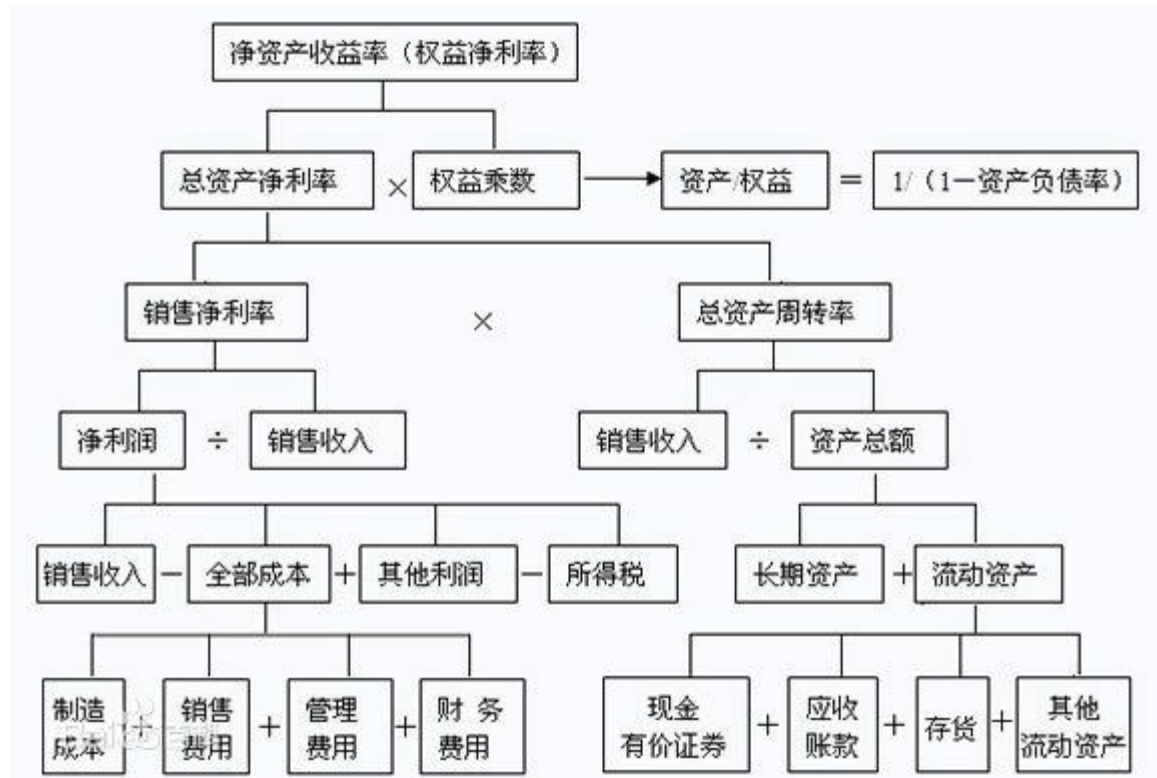 净资产收益率（权益净利率）
总资产净利率 × 权益乘数 资产/权益 = 1/（1－资产负债率）
销售净利率 × 总资产周转率
净利润 ÷ 销售收入 销售收入 ÷ 资产总额
销售收入 － 全部成本 + 其他利润 － 所得税 长期资产 + 流动资产
制造 销售 管理 财 务 现金 应收 其他
+ + + + + 存货 +
成本 费用 费用 费用 有价证券 账款 流动资产